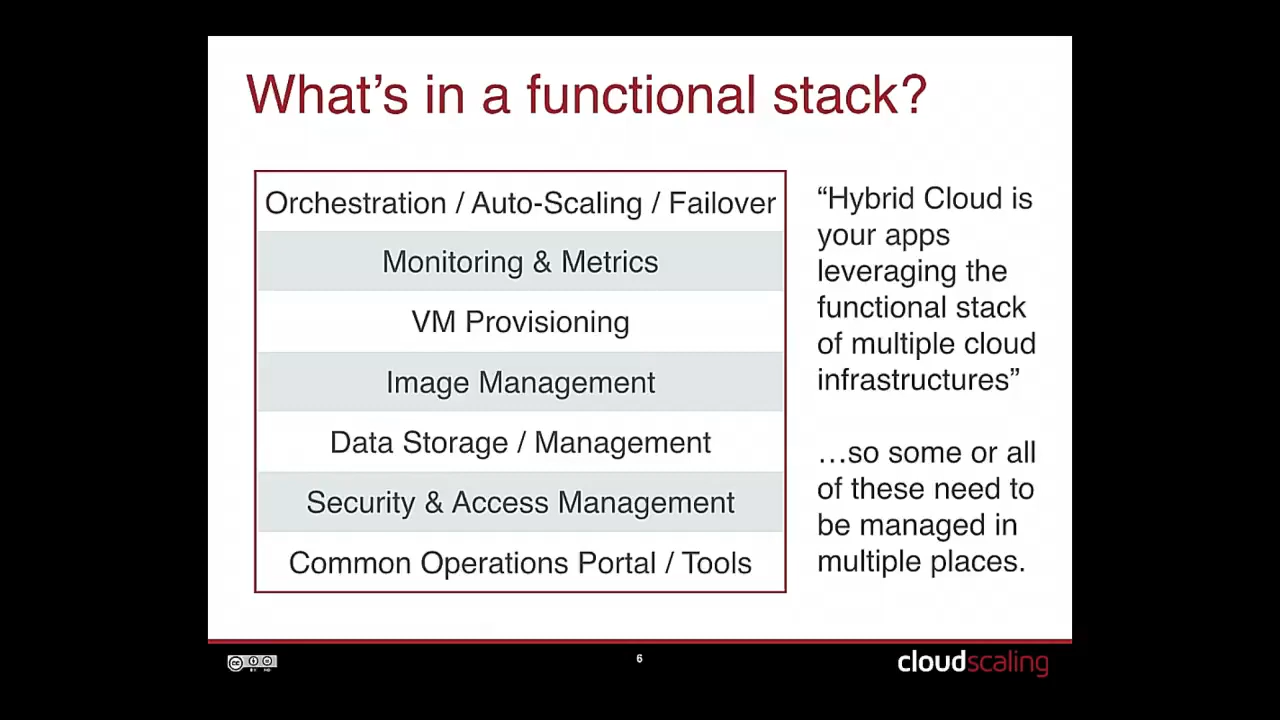 What's in a functional stack?
Orchestration / Auto-Scaling / Failover
Monitoring & Metrics
VM Provisioning
Image Management
Data Storage / Management
Security & Access Management
Common Operations Portal / Tools
“Hybrid Cloud is
your apps
leveraging the
functional stack
of multiple cloud
infrastructures”
…so some or all
of these need to
be managed in
multiple places.
6
cloudscaling